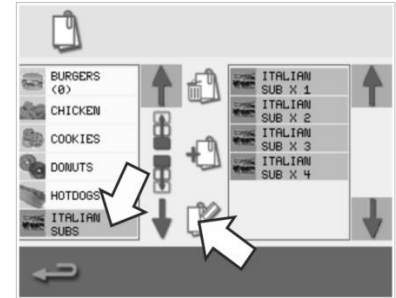 BURGERS
(0)
CHICKEN
COOKIES
DONUTS
HOTDOGS
ITALIAN
SUBS
ITALIAN
SUB X 1
ITALIAN
SUB X 2
ITALIAN
SUB X 3
ITALIAN
SUB X 4